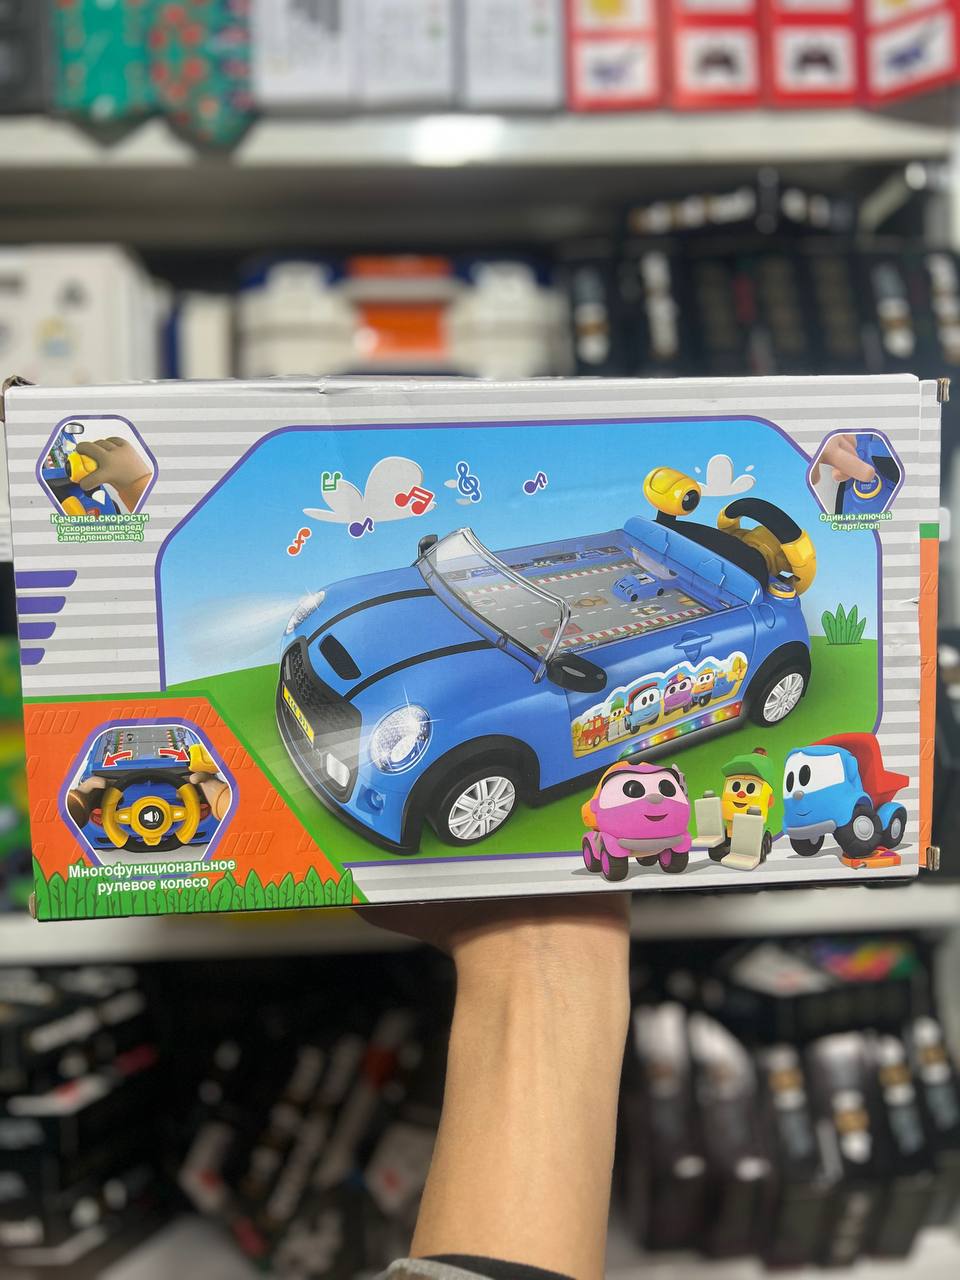 Качалка.скорости
(ускорение вперед/
замедление назад)
Один.из.ключей
Старт/стоп
Многофункциональное
рулевое колесо